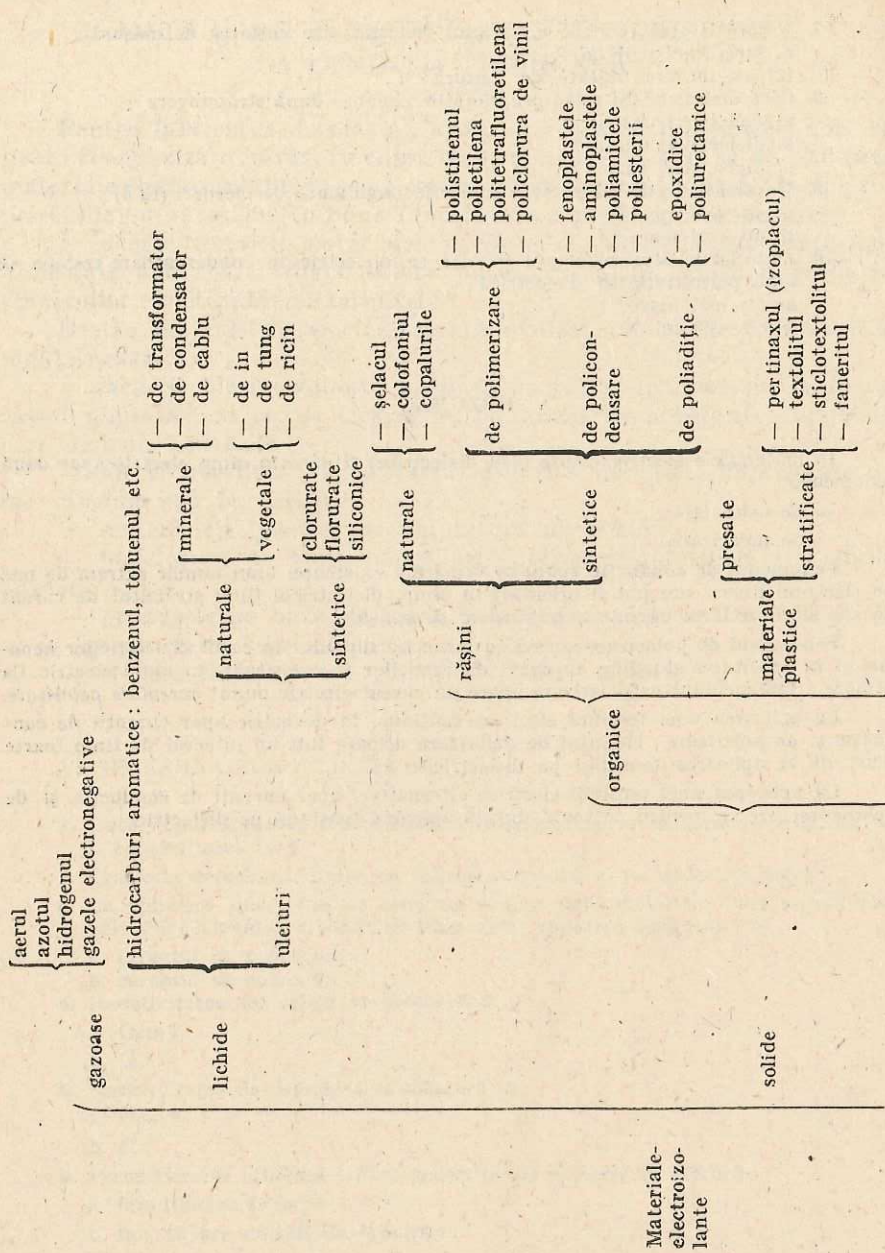 Materiale-
electroizo-
lante
gazoase
aerul
azotul
hidrogenul
gazele electronegative
lichide
hidrocarburi aromatice: benzenul, toluenul etc.
uleiuri
naturale
minerale
— de transformator
— de condensator
— de cablu
vegetale
— de in
— de tung
— de ricin
sintetice
clorurate
florurate
siliconice
solide
organice
rășini
naturale
— șelacul
— colofoniul
— copalurile
sintetice
de polimerizare
— polistirenul
— polietilena
— politetrafluoretilena
— policlorura de vinil
de policon-
densare
— fenoplastele
— aminoplastele
— poliamidele
— poliesterii
de poliadiție
— epoxidice
— poliuretanice
materiale
plastice
presate
stratificate
— pertinaxul (izoplacul)
— textolitul
— sticlotextolitul
— faneritul